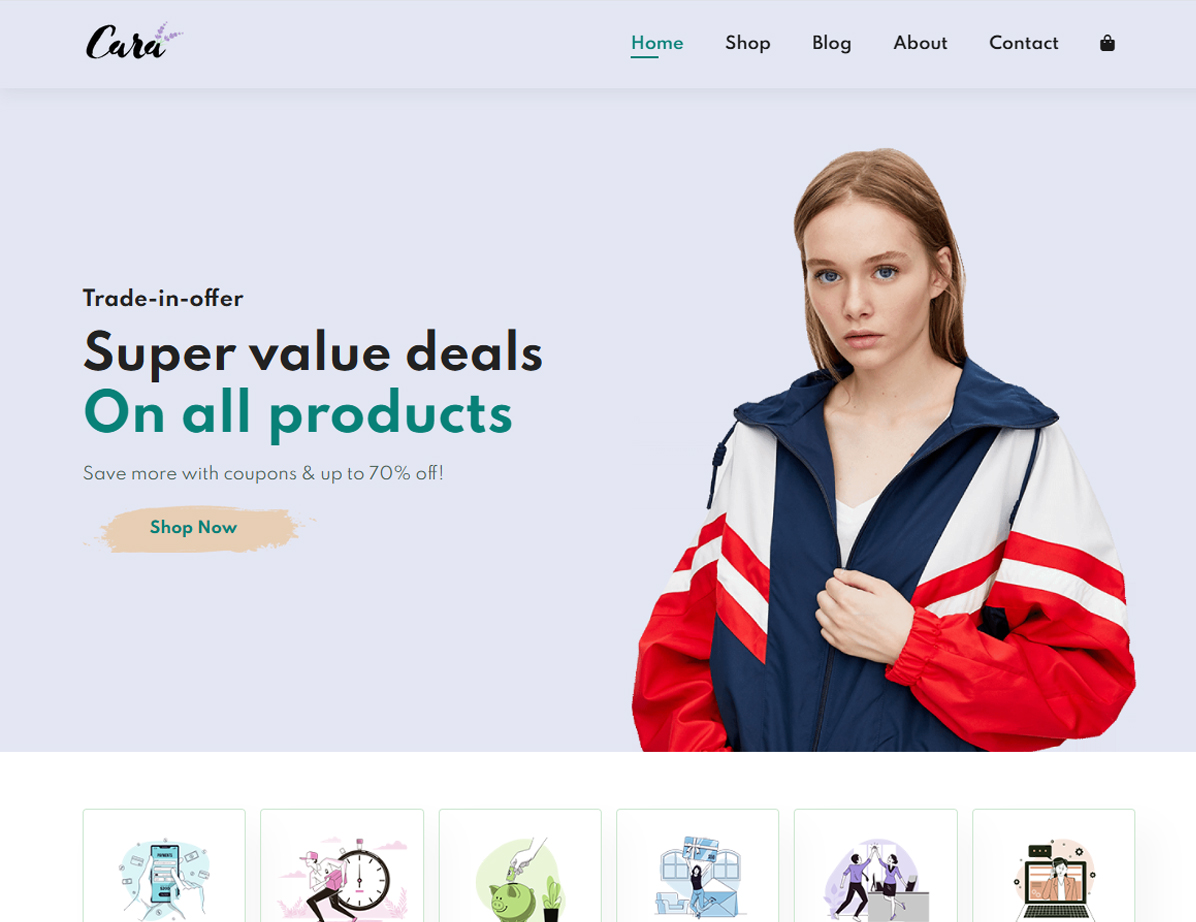 Cara
Home Shop Blog About Contact
Trade-in-offer
Super value deals
On all products
Save more with coupons & up to 70% off!
Shop Now
PAYMENTS